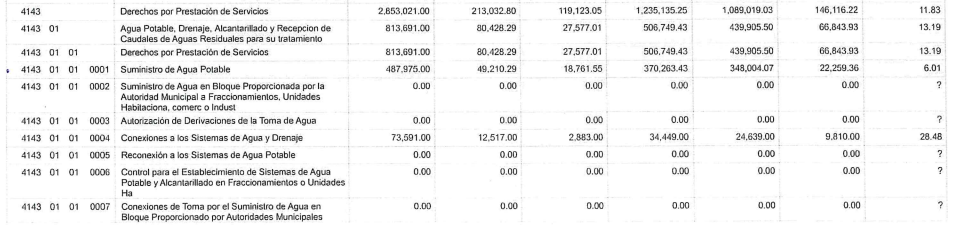 4143 Derechos por Prestación de Servicios 2,853,021.00 213,032.80 119,123.05 1,235,135.25 1,089,019.03 146,116.22 11.83
4143 01 Agua Potable, Drenaje, Alcantarillado y Recepcion de 813,691.00 80,428.29 27,577.01 506,749.43 439,905.50 66,843.93 13.19
Caudales de Aguas Residuales para su tratamiento
4143 01 01 Derechos por Prestación de Servicios 813,691.00 80,428.29 27,577.01 506,749.43 439,905.50 66,843.93 13.19
4143 01 01 0001 Suministro de Agua Potable 487,975.00 49,210.29 18,761.55 370,263.43 348,004.07 22,259.36 6.01
4143 01 01 0002 Suministro de Agua en Bloque Proporcionada por la 0.00 0.00 0.00 0.00 0.00 0.00 ?
Autoridad Municipal a Fraccionamientos, Unidades
Habitaciona, comerc o Indust
4143 01 01 0003 Autorización de Derivaciones de la Toma de Agua 0.00 0.00 0.00 0.00 0.00 0.00 ?
4143 01 01 0004 Conexiones a los Sistemas de Agua y Drenaje 73,591.00 12,517.00 2,883.00 34,449.00 24,639.00 9,810.00 28.48
4143 01 01 0005 Reconexión a los Sistemas de Agua Potable 0.00 0.00 0.00 0.00 0.00 0.00 ?
4143 01 01 0006 Control para el Establecimiento de Sistemas de Agua 0.00 0.00 0.00 0.00 0.00 0.00 ?
Potable y Alcantarillado en Fraccionamientos o Unidades
Ha
4143 01 01 0007 Conexiones de Toma por el Suministro de Agua en 0.00 0.00 0.00 0.00 0.00 0.00 ?
Bloque Proporcionado por Autoridades Municipales